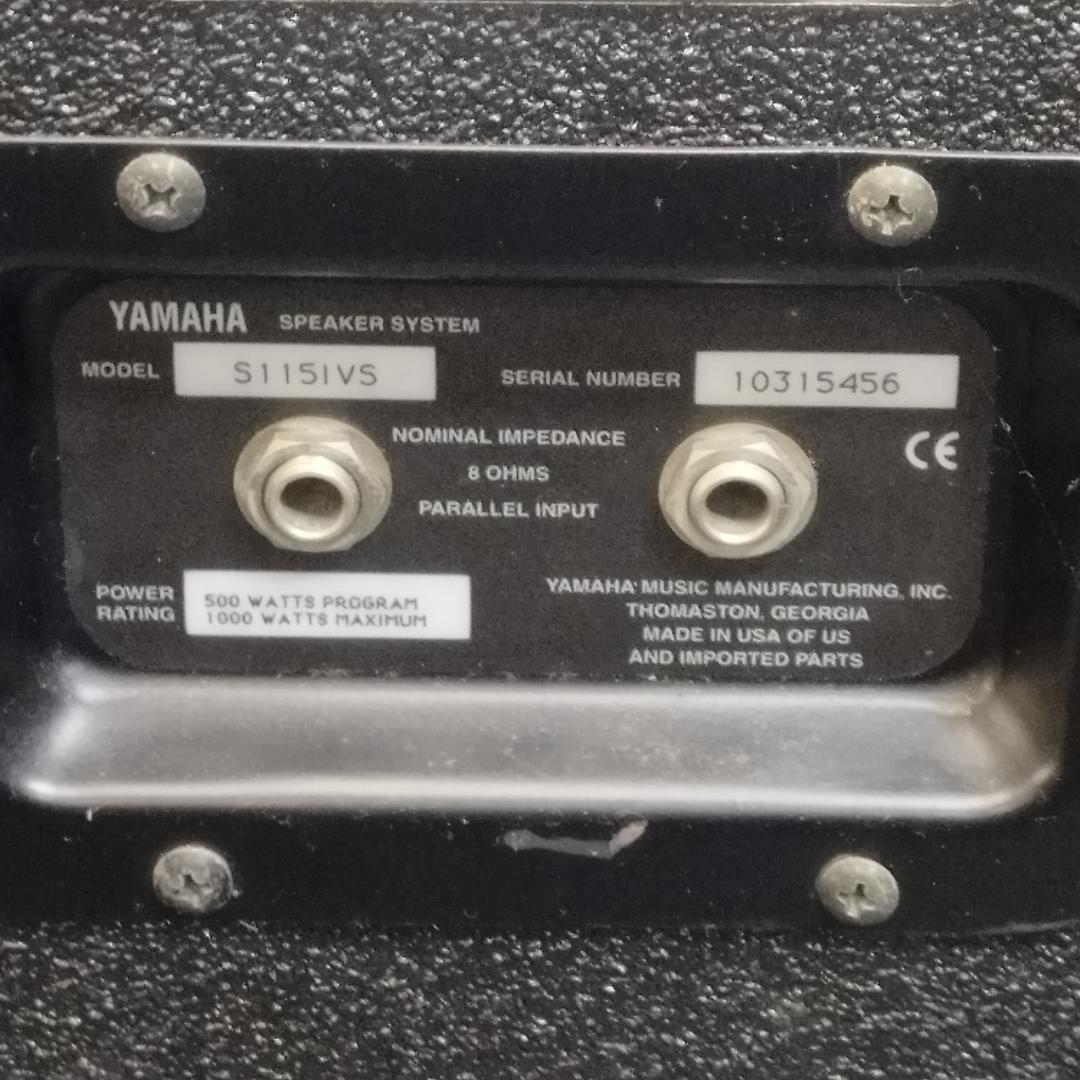 YAMAHA SPEAKER SYSTEM
MODEL S115IVS SERIAL NUMBER 10315456
NOMINAL IMPEDANCE
8 OHMS
PARALLEL INPUT
CE
POWER RATING
500 WATTS PROGRAM
1000 WATTS MAXIMUM
YAMAHA MUSIC MANUFACTURING, INC.
THOMASTON, GEORGIA
MADE IN USA OF US
AND IMPORTED PARTS